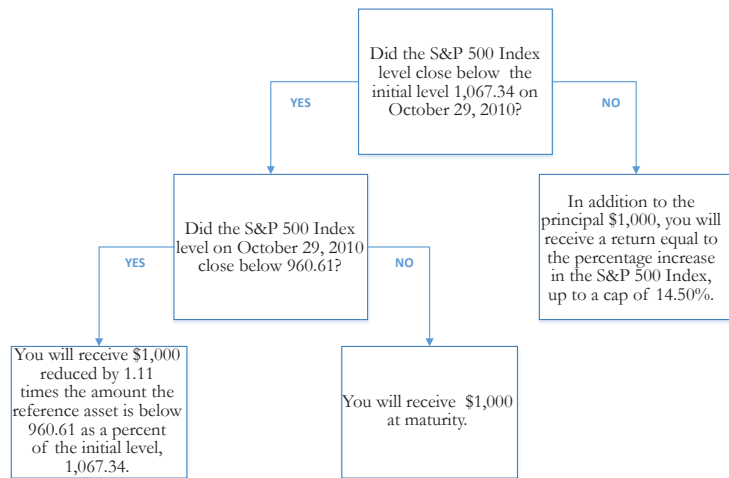 Did the S&P 500 Index
level close below the
initial level 1,067.34 on
October 29, 2010?
YES
NO
Did the S&P 500 Index
level on October 29, 2010
close below 960.61?
In addition to the
principal $1,000, you will
receive a return equal to
the percentage increase
in the S&P 500 Index,
up to a cap of 14.50%.
YES
NO
You will receive $1,000
reduced by 1.11
times the amount the
reference asset is below
960.61 as a percent
of the initial level,
1,067.34.
You will receive $1,000
at maturity.